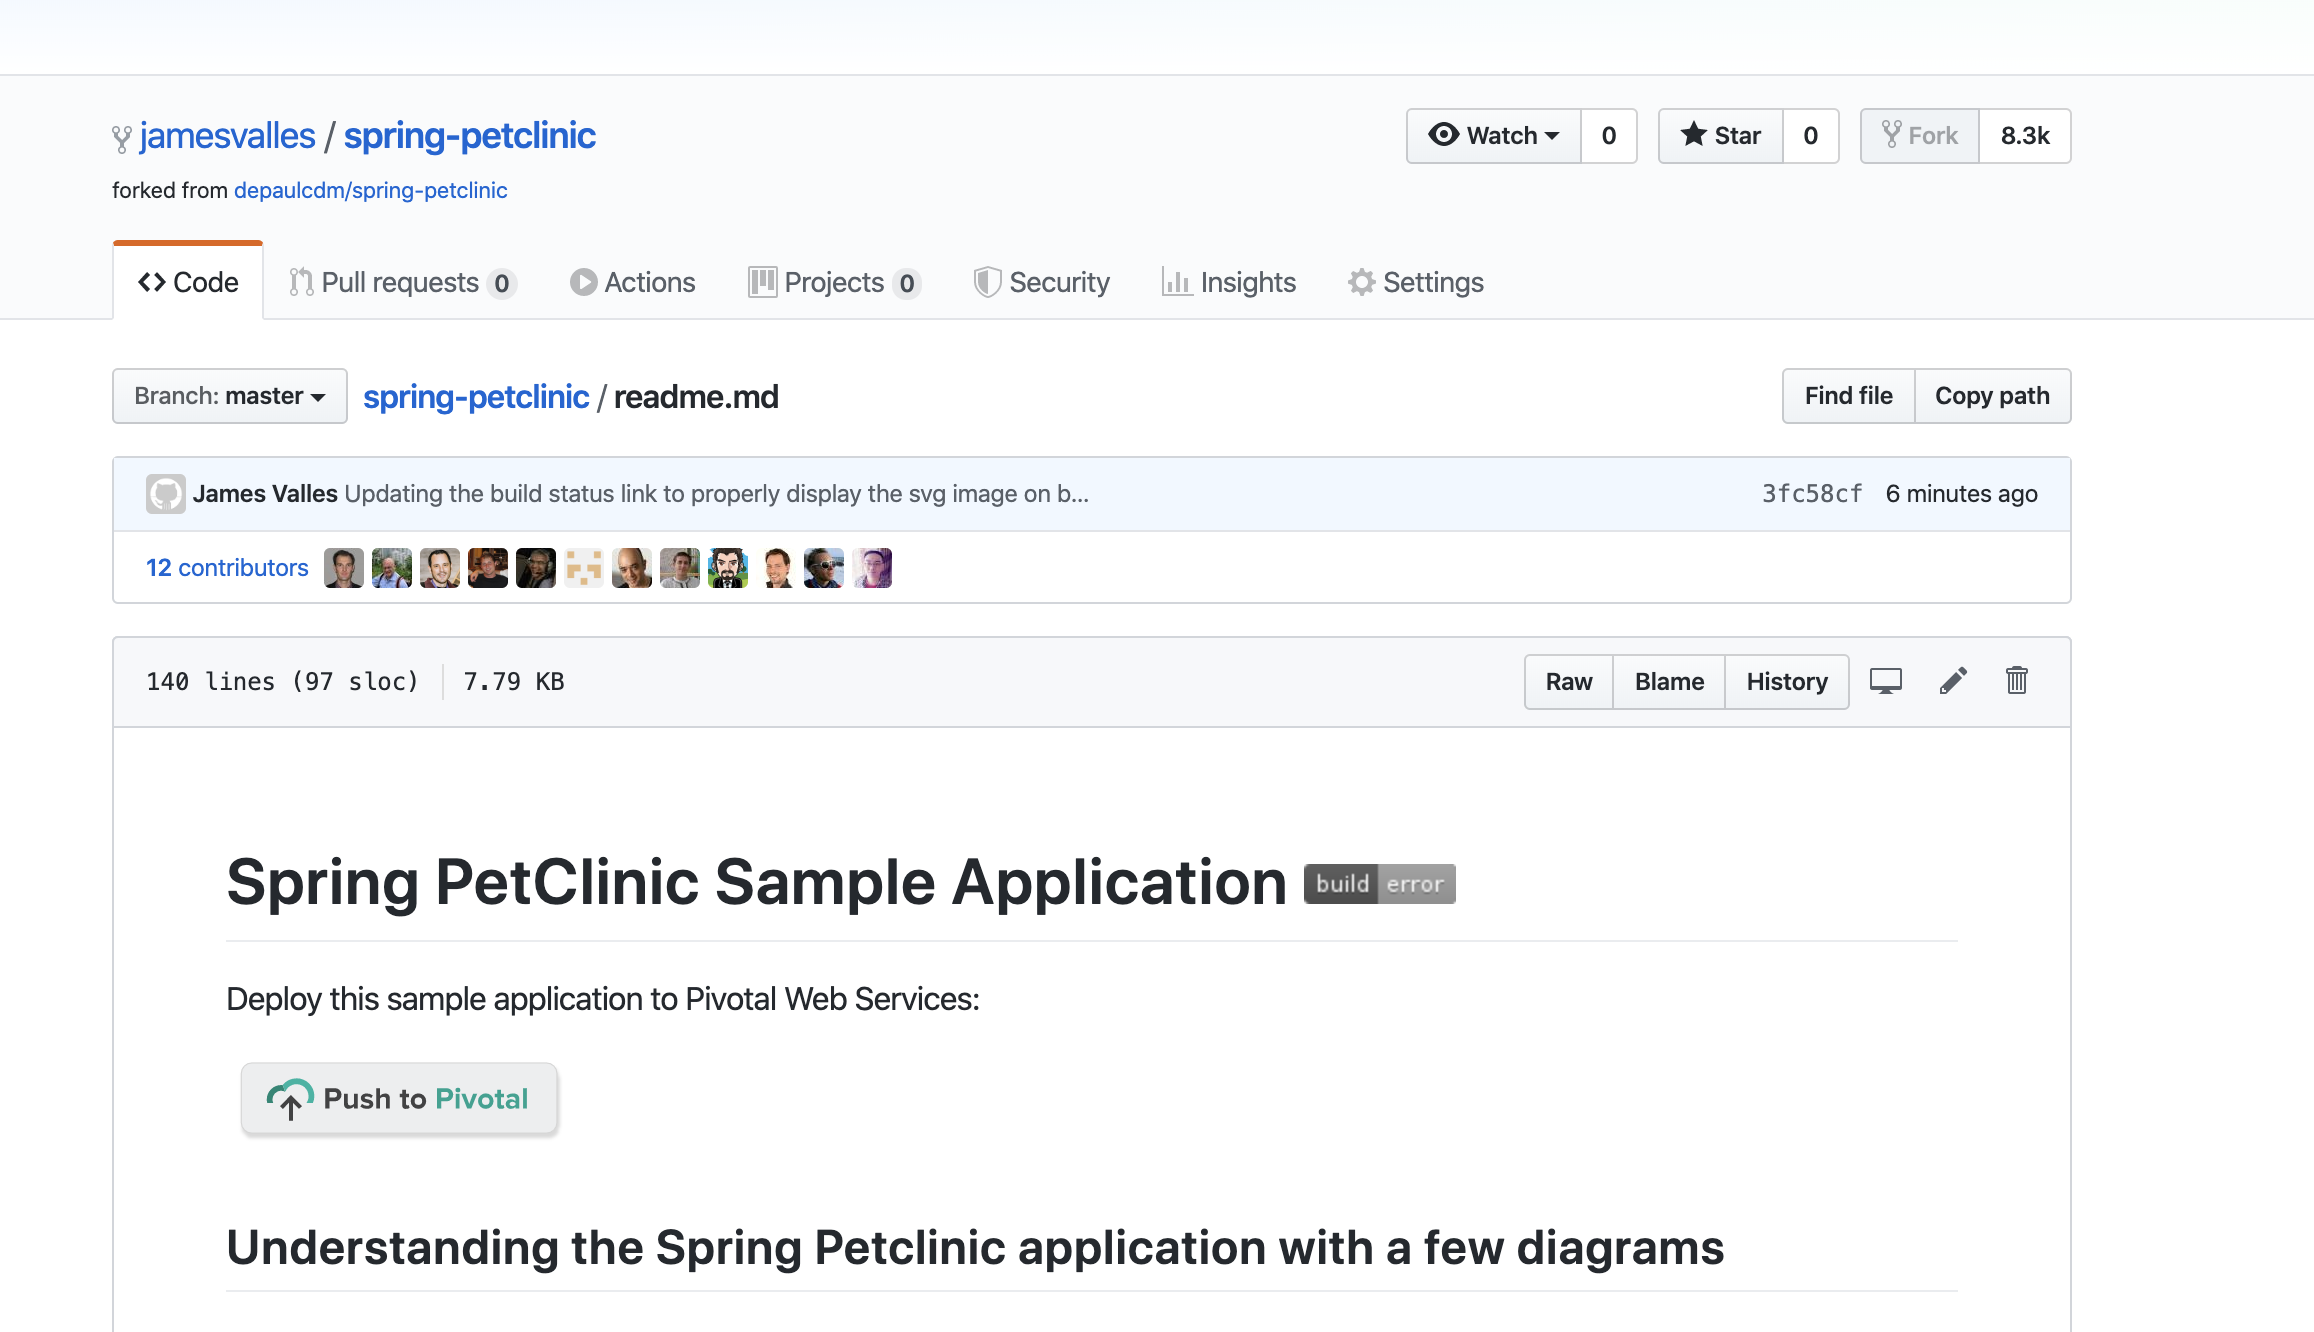 jamesvalles / spring-petclinic
Watch 0 Star 0 Fork 8.3k
forked from depaulcdm/spring-petclinic
Code Pull requests 0 Actions Projects 0 Security Insights Settings
Branch: master spring-petclinic / readme.md Find file Copy path
James Valles Updating the build status link to properly display the svg image on b... 3fc58cf 6 minutes ago
12 contributors
140 lines (97 sloc) 7.79 KB Raw Blame History
Spring PetClinic Sample Application build error
Deploy this sample application to Pivotal Web Services:
Push to Pivotal
Understanding the Spring Petclinic application with a few diagrams